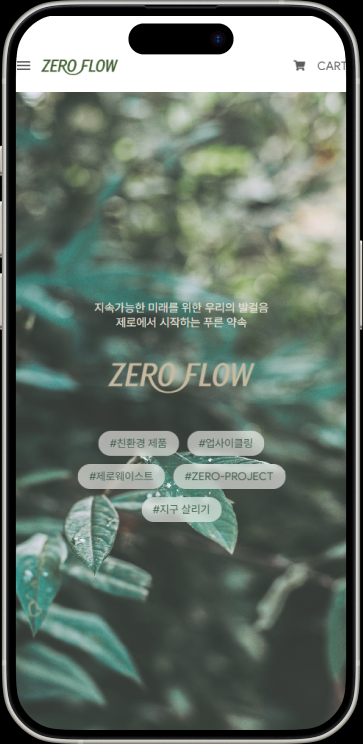 ZERO FLOW
CART
지속가능한 미래를 위한 우리의 발걸음
제로에서 시작하는 푸른 약속
ZERO FLOW
#친환경 제품 #업사이클링
#제로웨이스트 #ZERO-PROJECT
#지구 살리기